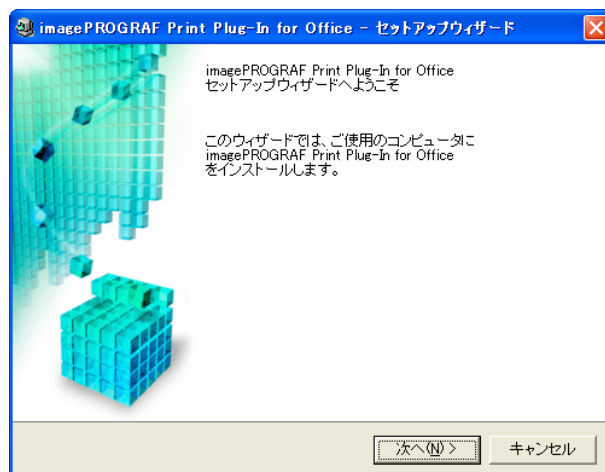 imagePROGRAF Print Plug-In for Office - セットアップウィザード
imagePROGRAF Print Plug-In for Office
セットアップウィザードへようこそ
このウィザードでは、ご使用のコンピュータに
imagePROGRAF Print Plug-In for Office
をインストールします。
次へ(N) >
キャンセル